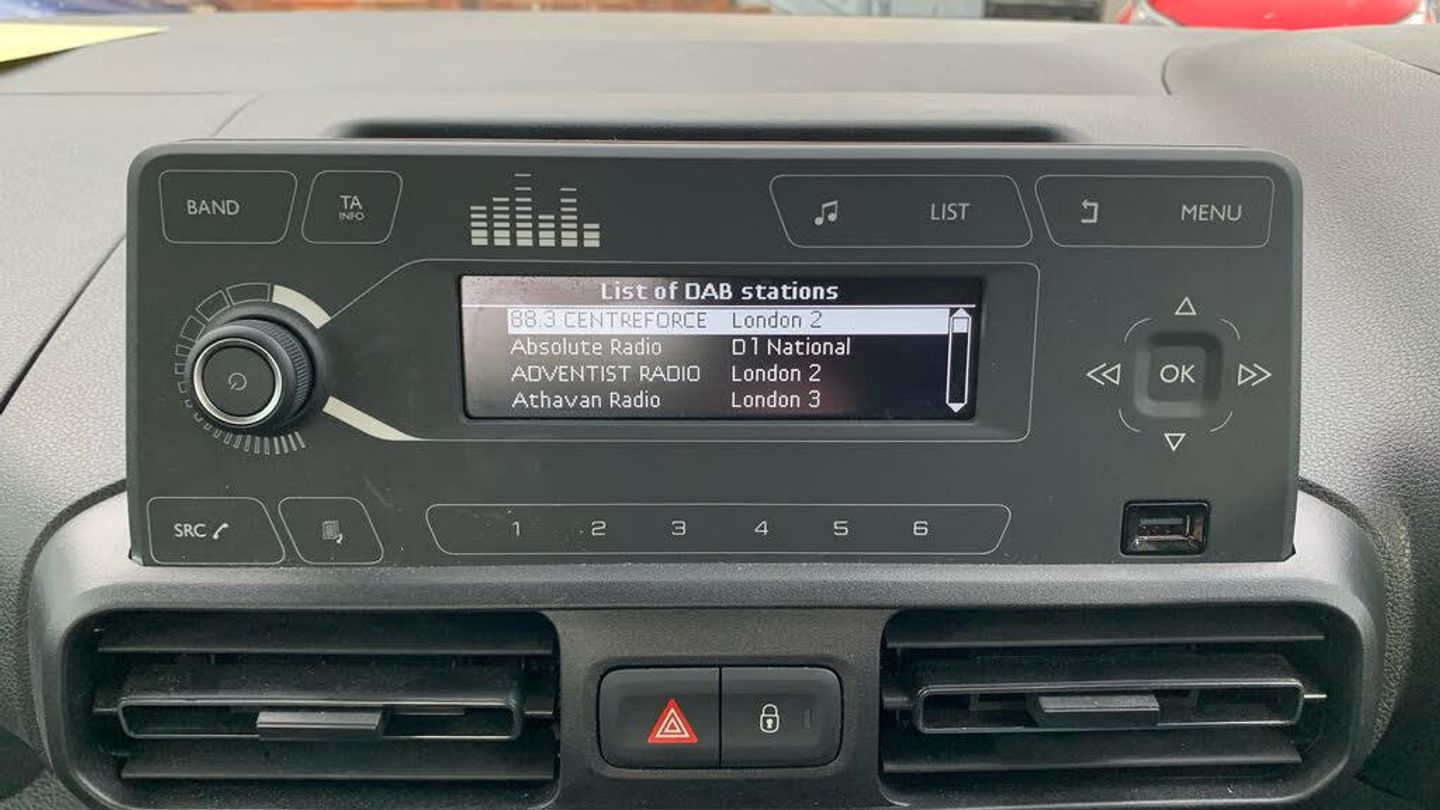 BAND
TA
INFO
LIST
MENU
List of DAB stations
88.3 CENTREFORCE London 2
Absolute Radio D1 National
ADVENTIST RADIO London 2
Athavan Radio London 3
OK
SRC
1 2 3 4 5 6